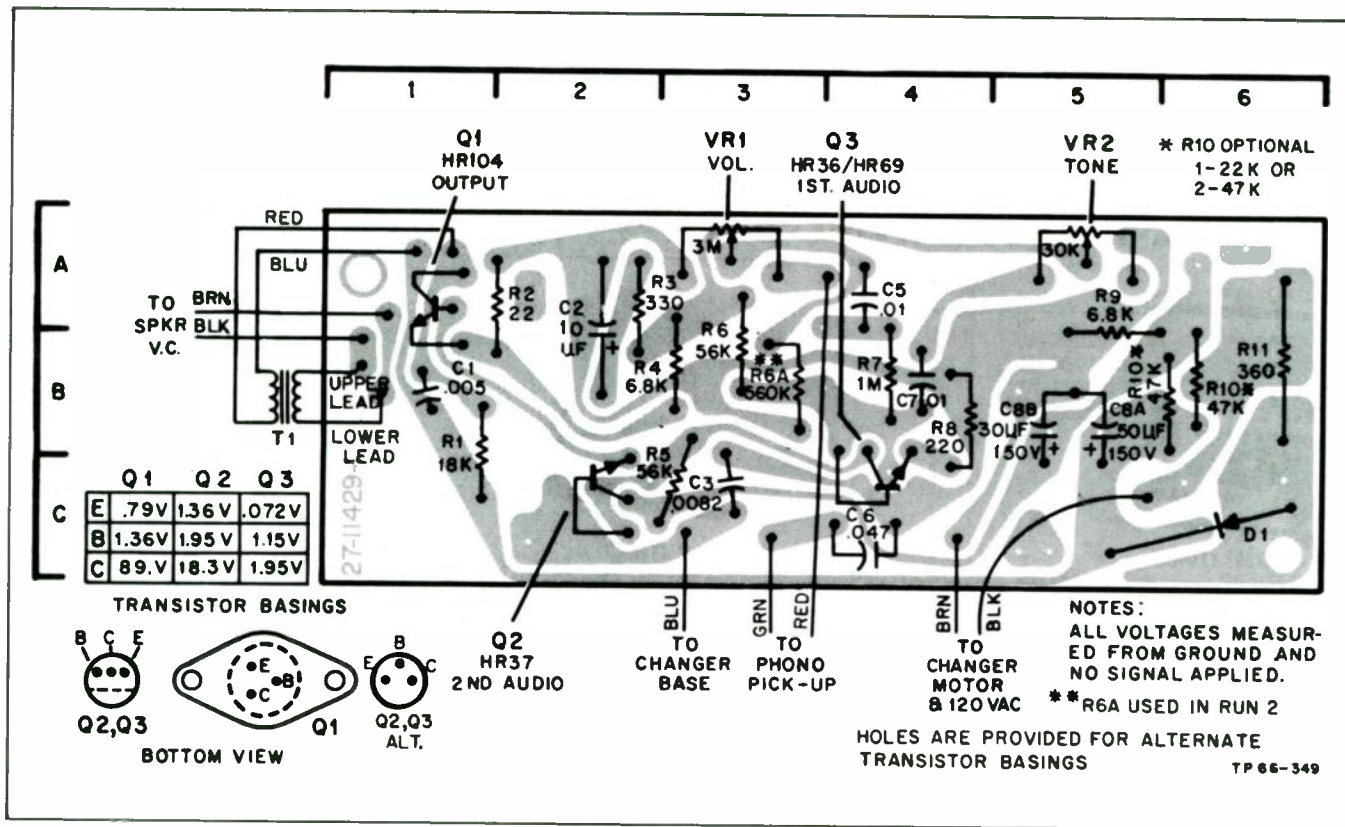 1 2 3 4 5 6
Q1
HR104
OUTPUT
VR1
VOL.
Q3
HR36/HR69
1ST. AUDIO
VR2
TONE
* R10 OPTIONAL
1-22K OR
2-47K
A
B
C
RED
BLU
TO
SPKR
V.C.
BRN
BLK
UPPER
LEAD
LOWER
LEAD
T1
R2
22
C2
10
UF
+
R3
330
3M
R6
56K
**
R6A
560K
R4
6.8K
C1
.005
R1
18K
R5
56K
C3
.0082
C5
.01
R7
1M
C7
.01
R8
220
C6
.047
30K
R9
6.8K
C8B
30UF
150V
+
C8A
50UF
150V
+
R10*
47K
R10*
47K
R11
360
D1
27-11429-
Q1 Q2 Q3
E .79V 1.36V .072V
B 1.36V 1.95V 1.15V
C 89.V 18.3V 1.95V
TRANSISTOR BASINGS
B C E
Q2,Q3
E
B
C
Q1
B
E C
Q2,Q3
ALT.
BOTTOM VIEW
Q2
HR37
2ND AUDIO
BLU
TO
CHANGER
BASE
GRN
RED
TO
PHONO
PICK-UP
BRN
BLK
TO
CHANGER
MOTOR
& 120 VAC
NOTES:
ALL VOLTAGES MEASUR-
ED FROM GROUND AND
NO SIGNAL APPLIED.
**R6A USED IN RUN 2
HOLES ARE PROVIDED FOR ALTERNATE
TRANSISTOR BASINGS
TP 66-349